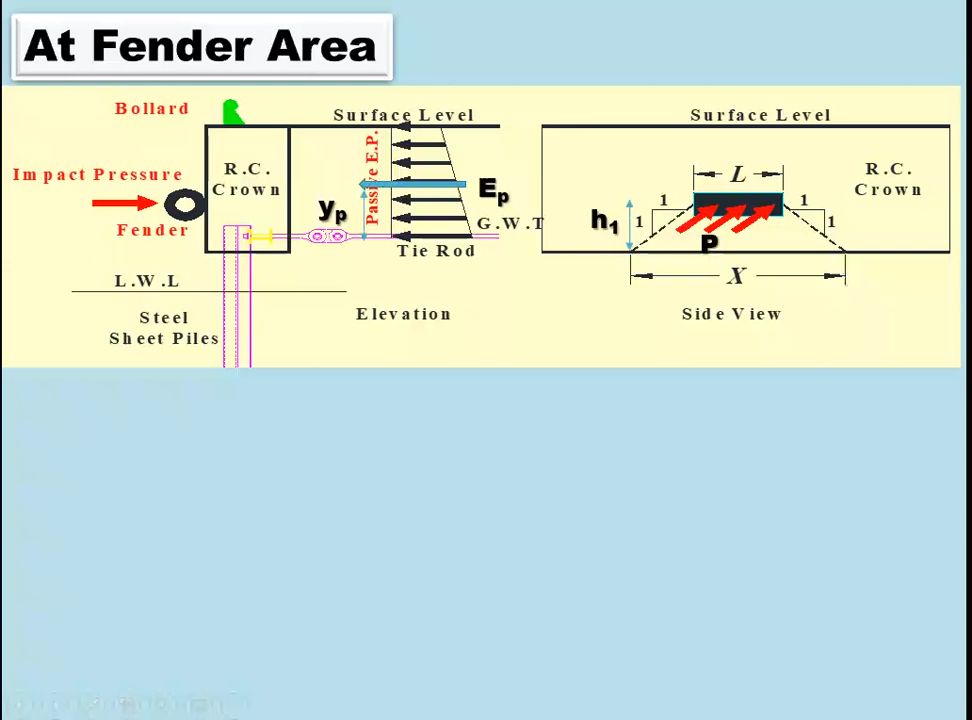 At Fender Area
Bollard
Surface Level
Impact Pressure
R.C.
Crown
Passive E.P.
Ep
yp
Fender
G.W.T
Tie Rod
L.W.L
Steel
Sheet Piles
Elevation
Surface Level
L
R.C.
Crown
1
1
h1
1
1
P
X
Side View